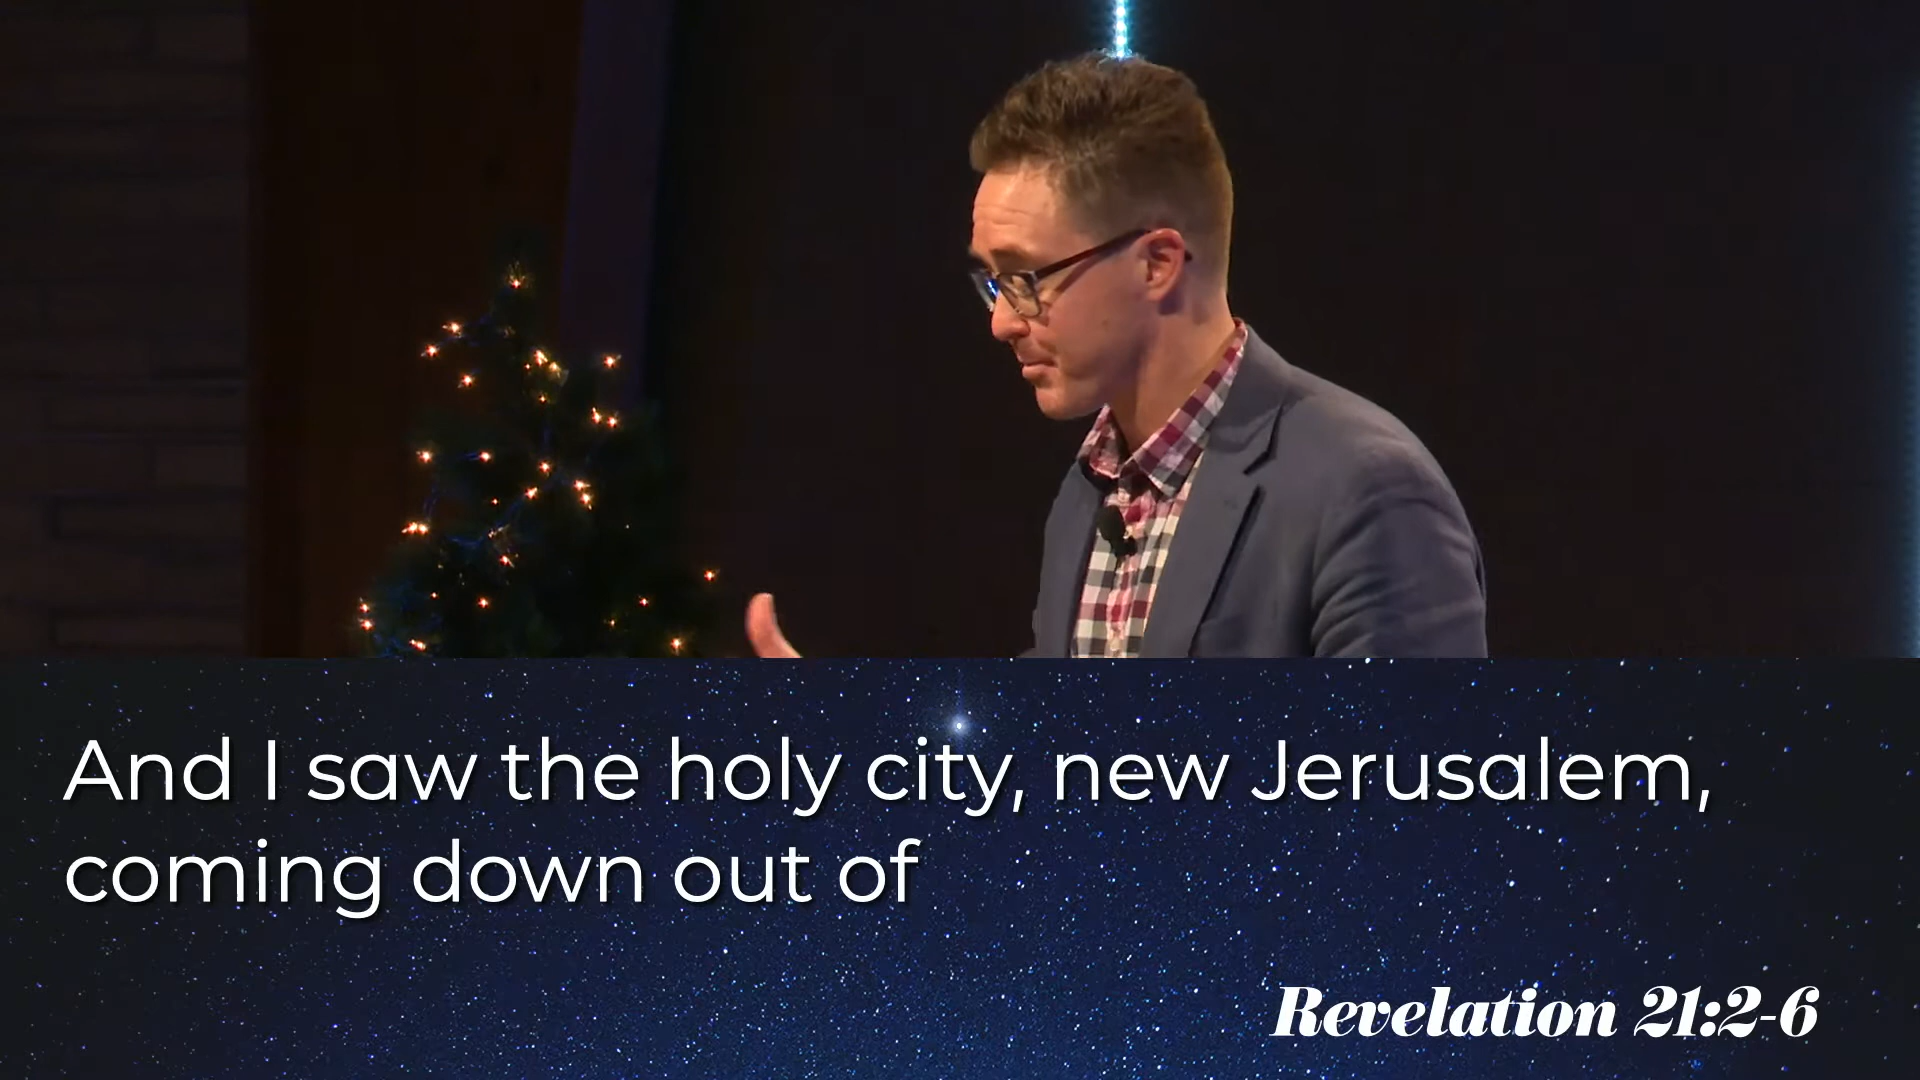 And I saw the holy city, new Jerusalem,
coming down out of
Revelation 21:2-6